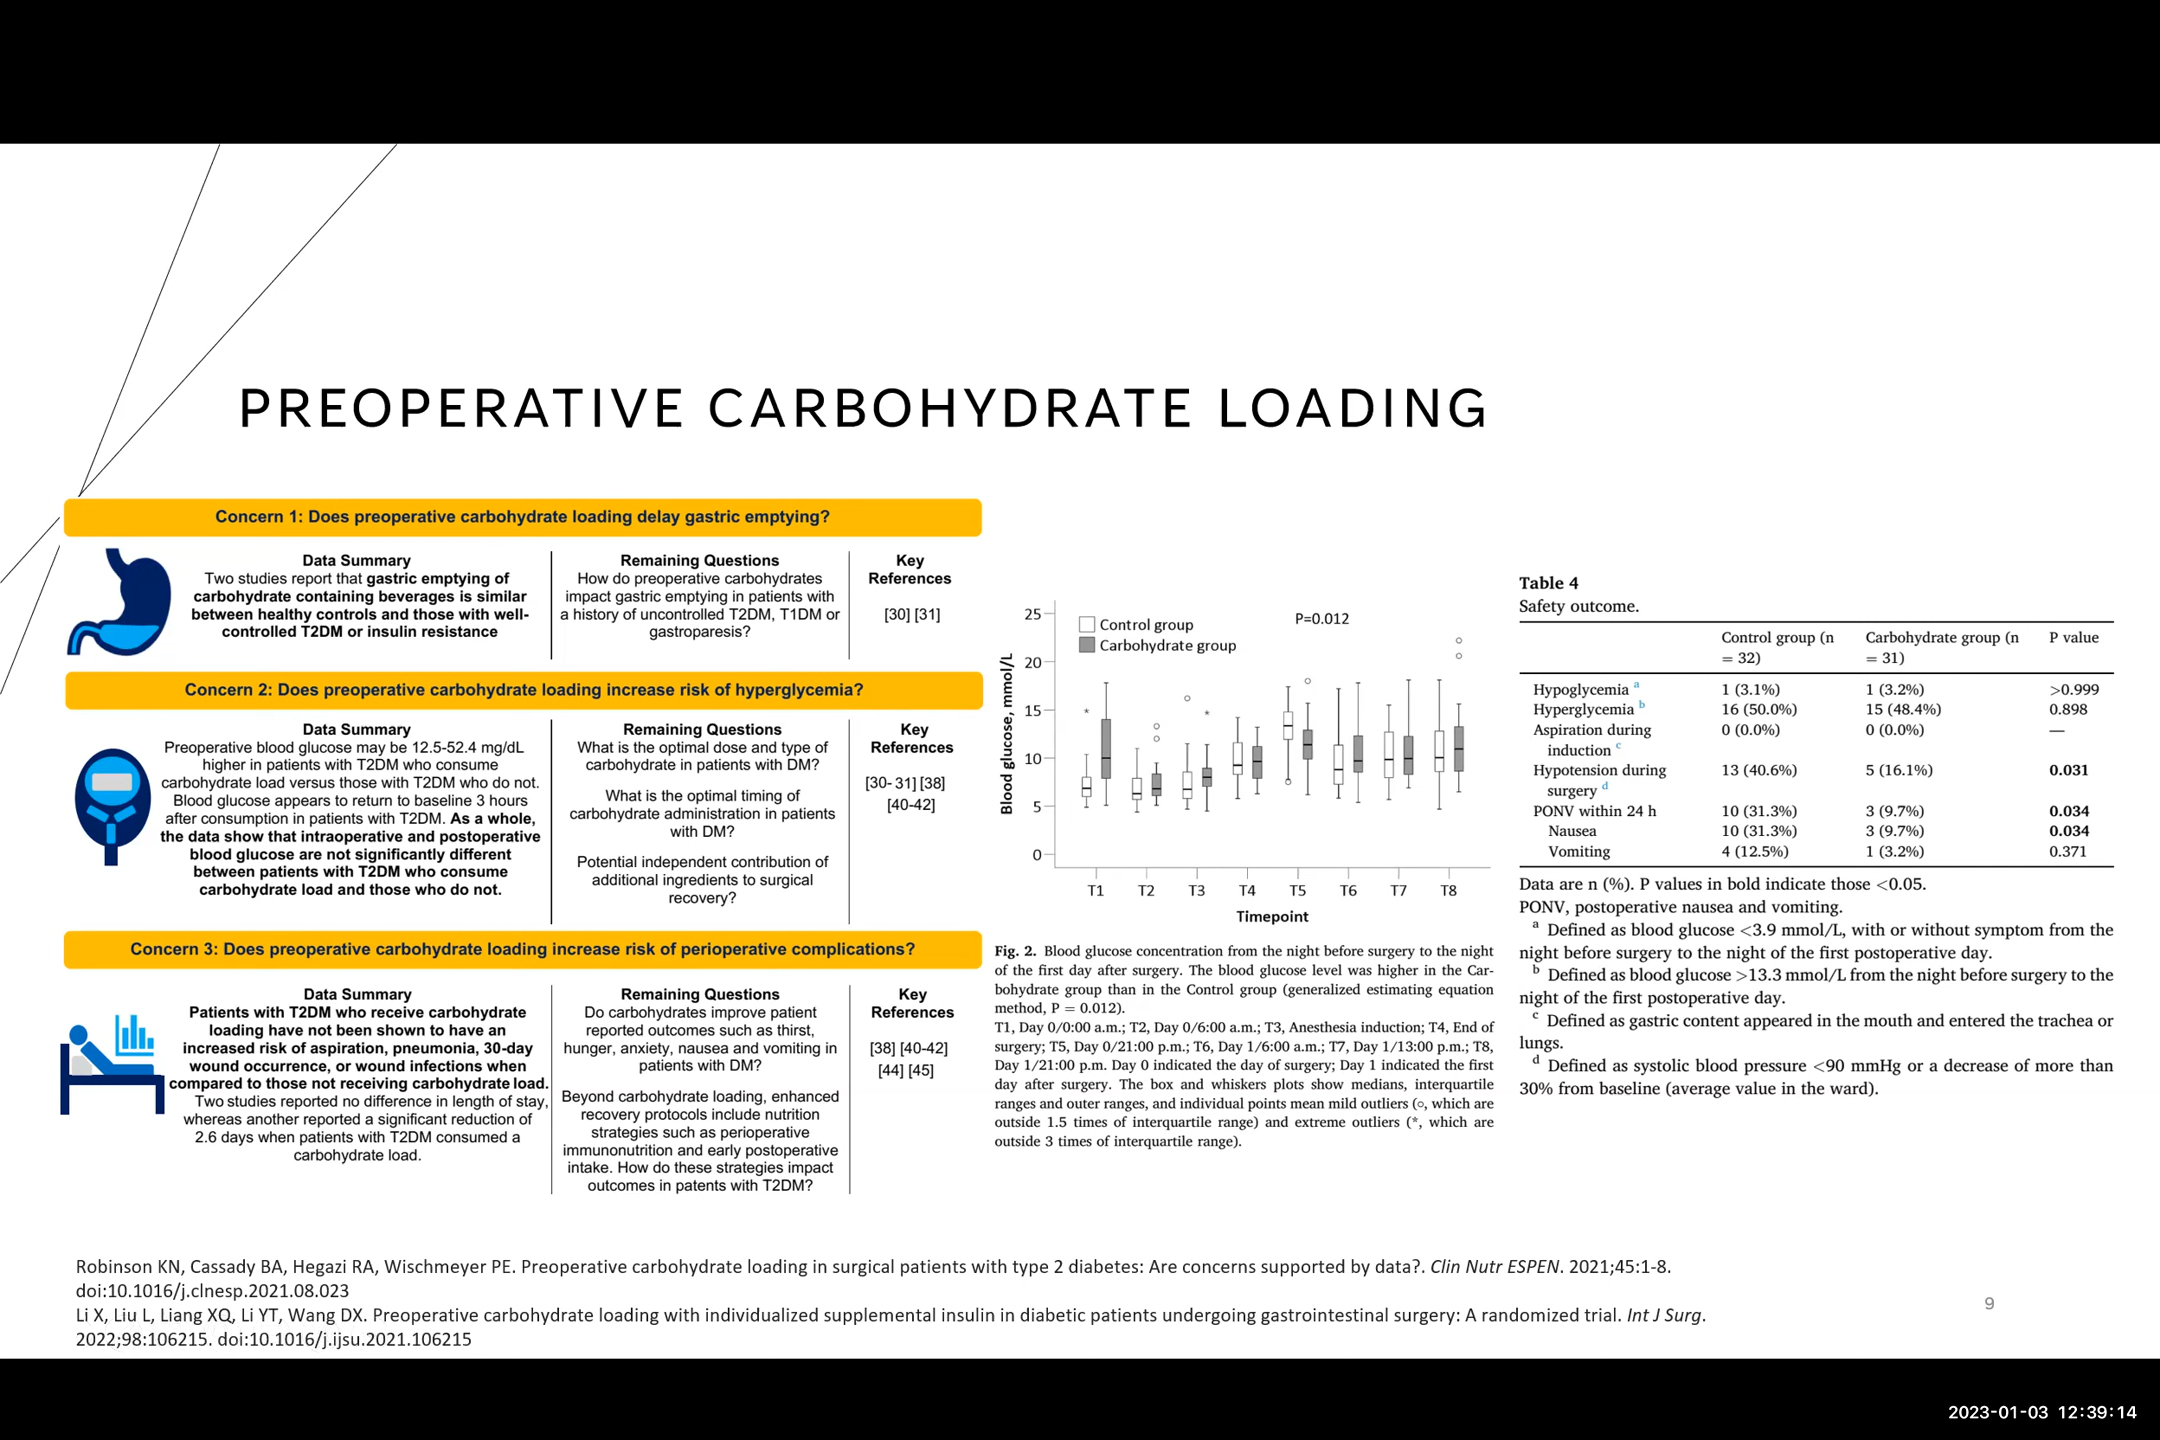 PREOPERATIVE CARBOHYDRATE LOADING
Concern 1: Does preoperative carbohydrate loading delay gastric emptying?
Data Summary
Two studies report that gastric emptying of
carbohydrate containing beverages is similar
between healthy controls and those with well-
controlled T2DM or insulin resistance
Remaining Questions
How do preoperative carbohydrates
impact gastric emptying in patients with
a history of uncontrolled T2DM, T1DM or
gastroparesis?
Key
References
[30] [31]
Concern 2: Does preoperative carbohydrate loading increase risk of hyperglycemia?
Data Summary
Preoperative blood glucose may be 12.5-52.4 mg/dL
higher in patients with T2DM who consume
carbohydrate load versus those with T2DM who do not.
Blood glucose appears to return to baseline 3 hours
after consumption in patients with T2DM. As a whole,
the data show that intraoperative and postoperative
blood glucose are not significantly different
between patients with T2DM who consume
carbohydrate load and those who do not.
Remaining Questions
What is the optimal dose and type of
carbohydrate in patients with DM?
What is the optimal timing of
carbohydrate administration in patients
with DM?
Potential independent contribution of
additional ingredients to surgical
recovery?
Key
References
[30- 31] [38]
[40-42]
Concern 3: Does preoperative carbohydrate loading increase risk of perioperative complications?
Data Summary
Patients with T2DM who receive carbohydrate
loading have not been shown to have an
increased risk of aspiration, pneumonia, 30-day
wound occurrence, or wound infections when
compared to those not receiving carbohydrate load.
Two studies reported no difference in length of stay,
whereas another reported a significant reduction of
2.6 days when patients with T2DM consumed a
carbohydrate load.
Remaining Questions
Do carbohydrates improve patient
reported outcomes such as thirst,
hunger, anxiety, nausea and vomiting in
patients with DM?
Beyond carbohydrate loading, enhanced
recovery protocols include nutrition
strategies such as perioperative
immunonutrition and early postoperative
intake. How do these strategies impact
outcomes in patents with T2DM?
Key
References
[38] [40-42]
[44] [45]
Control group
Carbohydrate group
P=0.012
Blood glucose, mmol/L
25
20
15
10
5
0
T1 T2 T3 T4 T5 T6 T7 T8
Timepoint
Fig. 2. Blood glucose concentration from the night before surgery to the night
of the first day after surgery. The blood glucose level was higher in the Car-
bohydrate group than in the Control group (generalized estimating equation
method, P = 0.012).
T1, Day 0/0:00 a.m.; T2, Day 0/6:00 a.m.; T3, Anesthesia induction; T4, End of
surgery; T5, Day 0/21:00 p.m.; T6, Day 1/6:00 a.m.; T7, Day 1/13:00 p.m.; T8,
Day 1/21:00 p.m. Day 0 indicated the day of surgery; Day 1 indicated the first
day after surgery. The box and whiskers plots show medians, interquartile
ranges and outer ranges, and individual points mean mild outliers (○, which are
outside 1.5 times of interquartile range) and extreme outliers (*, which are
outside 3 times of interquartile range).
Table 4
Safety outcome.
Control group (n = 32) Carbohydrate group (n = 31) P value
Hypoglycemia a 1 (3.1%) 1 (3.2%) >0.999
Hyperglycemia b 16 (50.0%) 15 (48.4%) 0.898
Aspiration during induction c 0 (0.0%) 0 (0.0%) —
Hypotension during surgery d 13 (40.6%) 5 (16.1%) 0.031
PONV within 24 h 10 (31.3%) 3 (9.7%) 0.034
Nausea 10 (31.3%) 3 (9.7%) 0.034
Vomiting 4 (12.5%) 1 (3.2%) 0.371
Data are n (%). P values in bold indicate those <0.05.
PONV, postoperative nausea and vomiting.
a Defined as blood glucose <3.9 mmol/L, with or without symptom from the
night before surgery to the night of the first postoperative day.
b Defined as blood glucose >13.3 mmol/L from the night before surgery to the
night of the first postoperative day.
c Defined as gastric content appeared in the mouth and entered the trachea or
lungs.
d Defined as systolic blood pressure <90 mmHg or a decrease of more than
30% from baseline (average value in the ward).
Robinson KN, Cassady BA, Hegazi RA, Wischmeyer PE. Preoperative carbohydrate loading in surgical patients with type 2 diabetes: Are concerns supported by data?. Clin Nutr ESPEN. 2021;45:1-8.
doi:10.1016/j.clnesp.2021.08.023
Li X, Liu L, Liang XQ, Li YT, Wang DX. Preoperative carbohydrate loading with individualized supplemental insulin in diabetic patients undergoing gastrointestinal surgery: A randomized trial. Int J Surg.
2022;98:106215. doi:10.1016/j.ijsu.2021.106215
9
2023-01-03 12:39:14